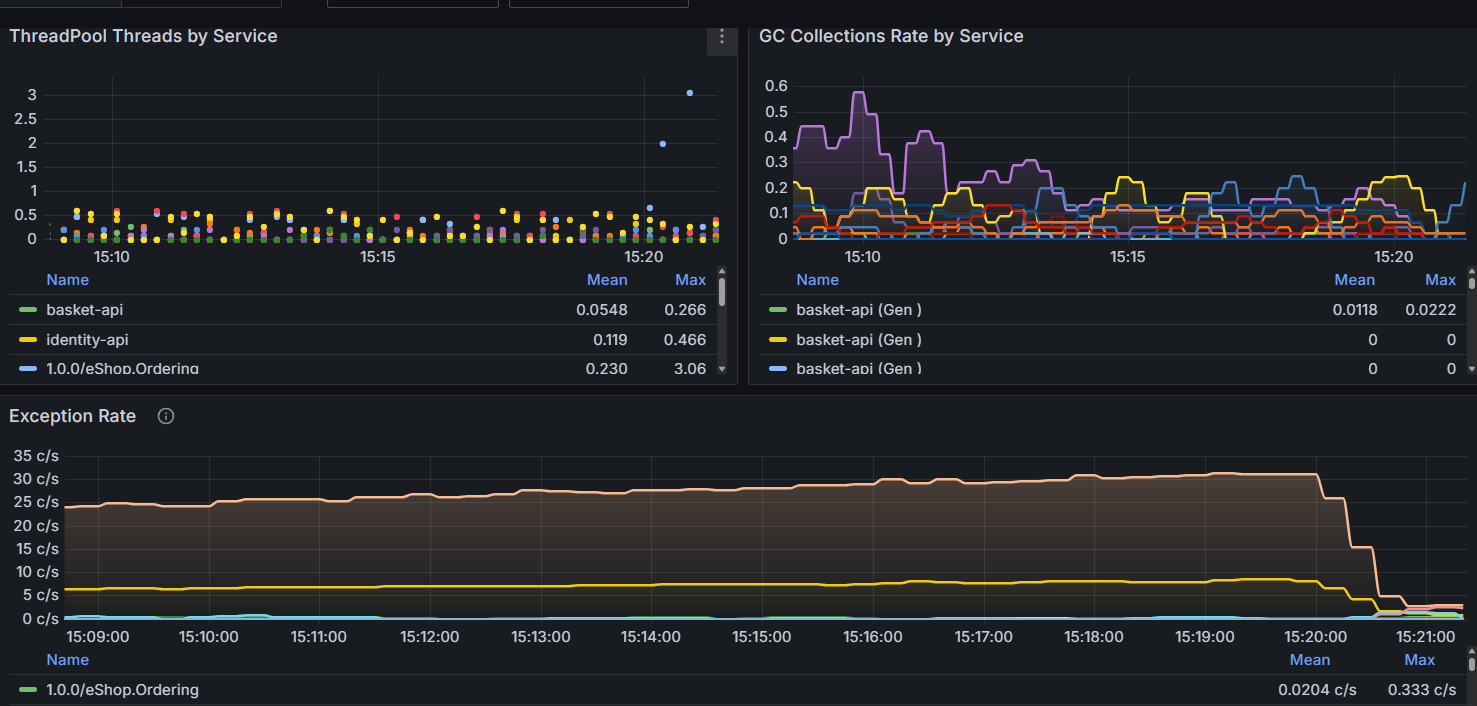 ThreadPool Threads by Service
3
2.5
2
1.5
1
0.5
0
15:10 15:15 15:20
Name Mean Max
basket-api 0.0548 0.266
identity-api 0.119 0.466
1.0.0/eShop.Ordering 0.230 3.06
GC Collections Rate by Service
0.6
0.5
0.4
0.3
0.2
0.1
0
15:10 15:15 15:20
Name Mean Max
basket-api (Gen ) 0.0118 0.0222
basket-api (Gen ) 0 0
basket-api (Gen ) 0 0
Exception Rate
35 c/s
30 c/s
25 c/s
20 c/s
15 c/s
10 c/s
5 c/s
0 c/s
15:09:00 15:10:00 15:11:00 15:12:00 15:13:00 15:14:00 15:15:00 15:16:00 15:17:00 15:18:00 15:19:00 15:20:00 15:21:00
Name Mean Max
1.0.0/eShop.Ordering 0.0204 c/s 0.333 c/s